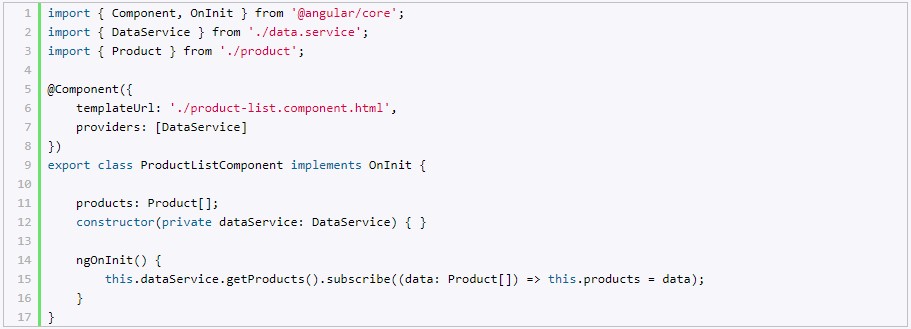 1 import { Component, OnInit } from '@angular/core';
2 import { DataService } from './data.service';
3 import { Product } from './product';
4
5 @Component({
6     templateUrl: './product-list.component.html',
7     providers: [DataService]
8 })
9 export class ProductListComponent implements OnInit {
10
11     products: Product[];
12     constructor(private dataService: DataService) { }
13
14     ngOnInit() {
15         this.dataService.getProducts().subscribe((data: Product[]) => this.products = data);
16     }
17 }